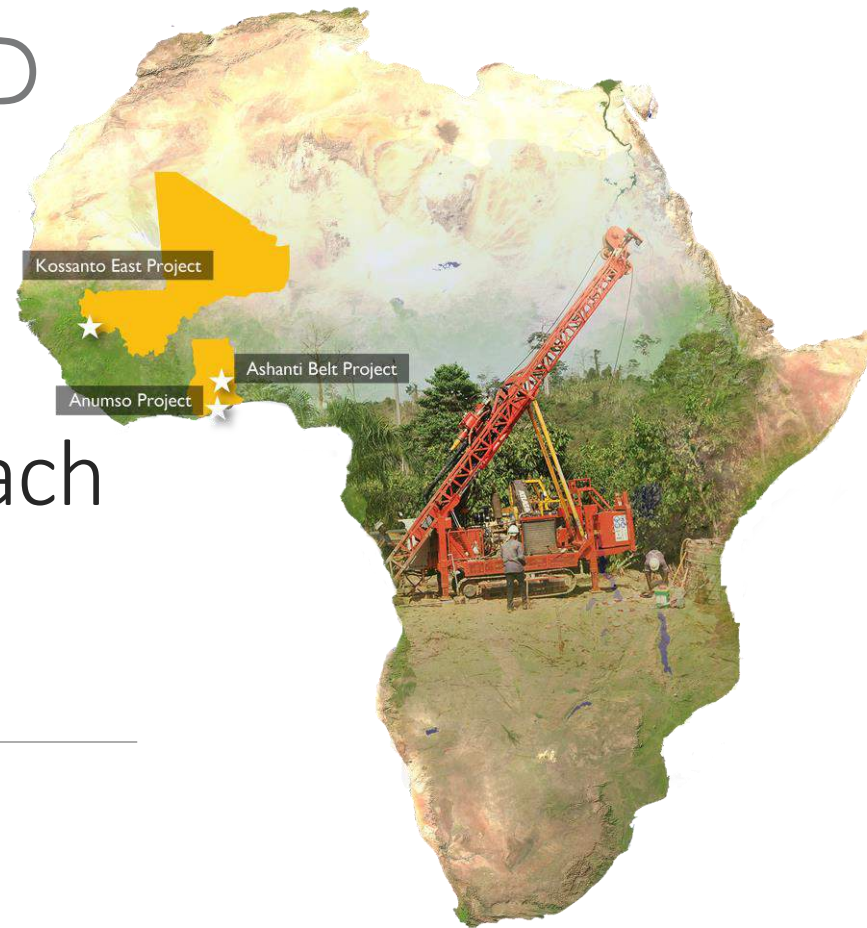 D
Kossanto East Project
Ashanti Belt Project
Anumso Project
ach